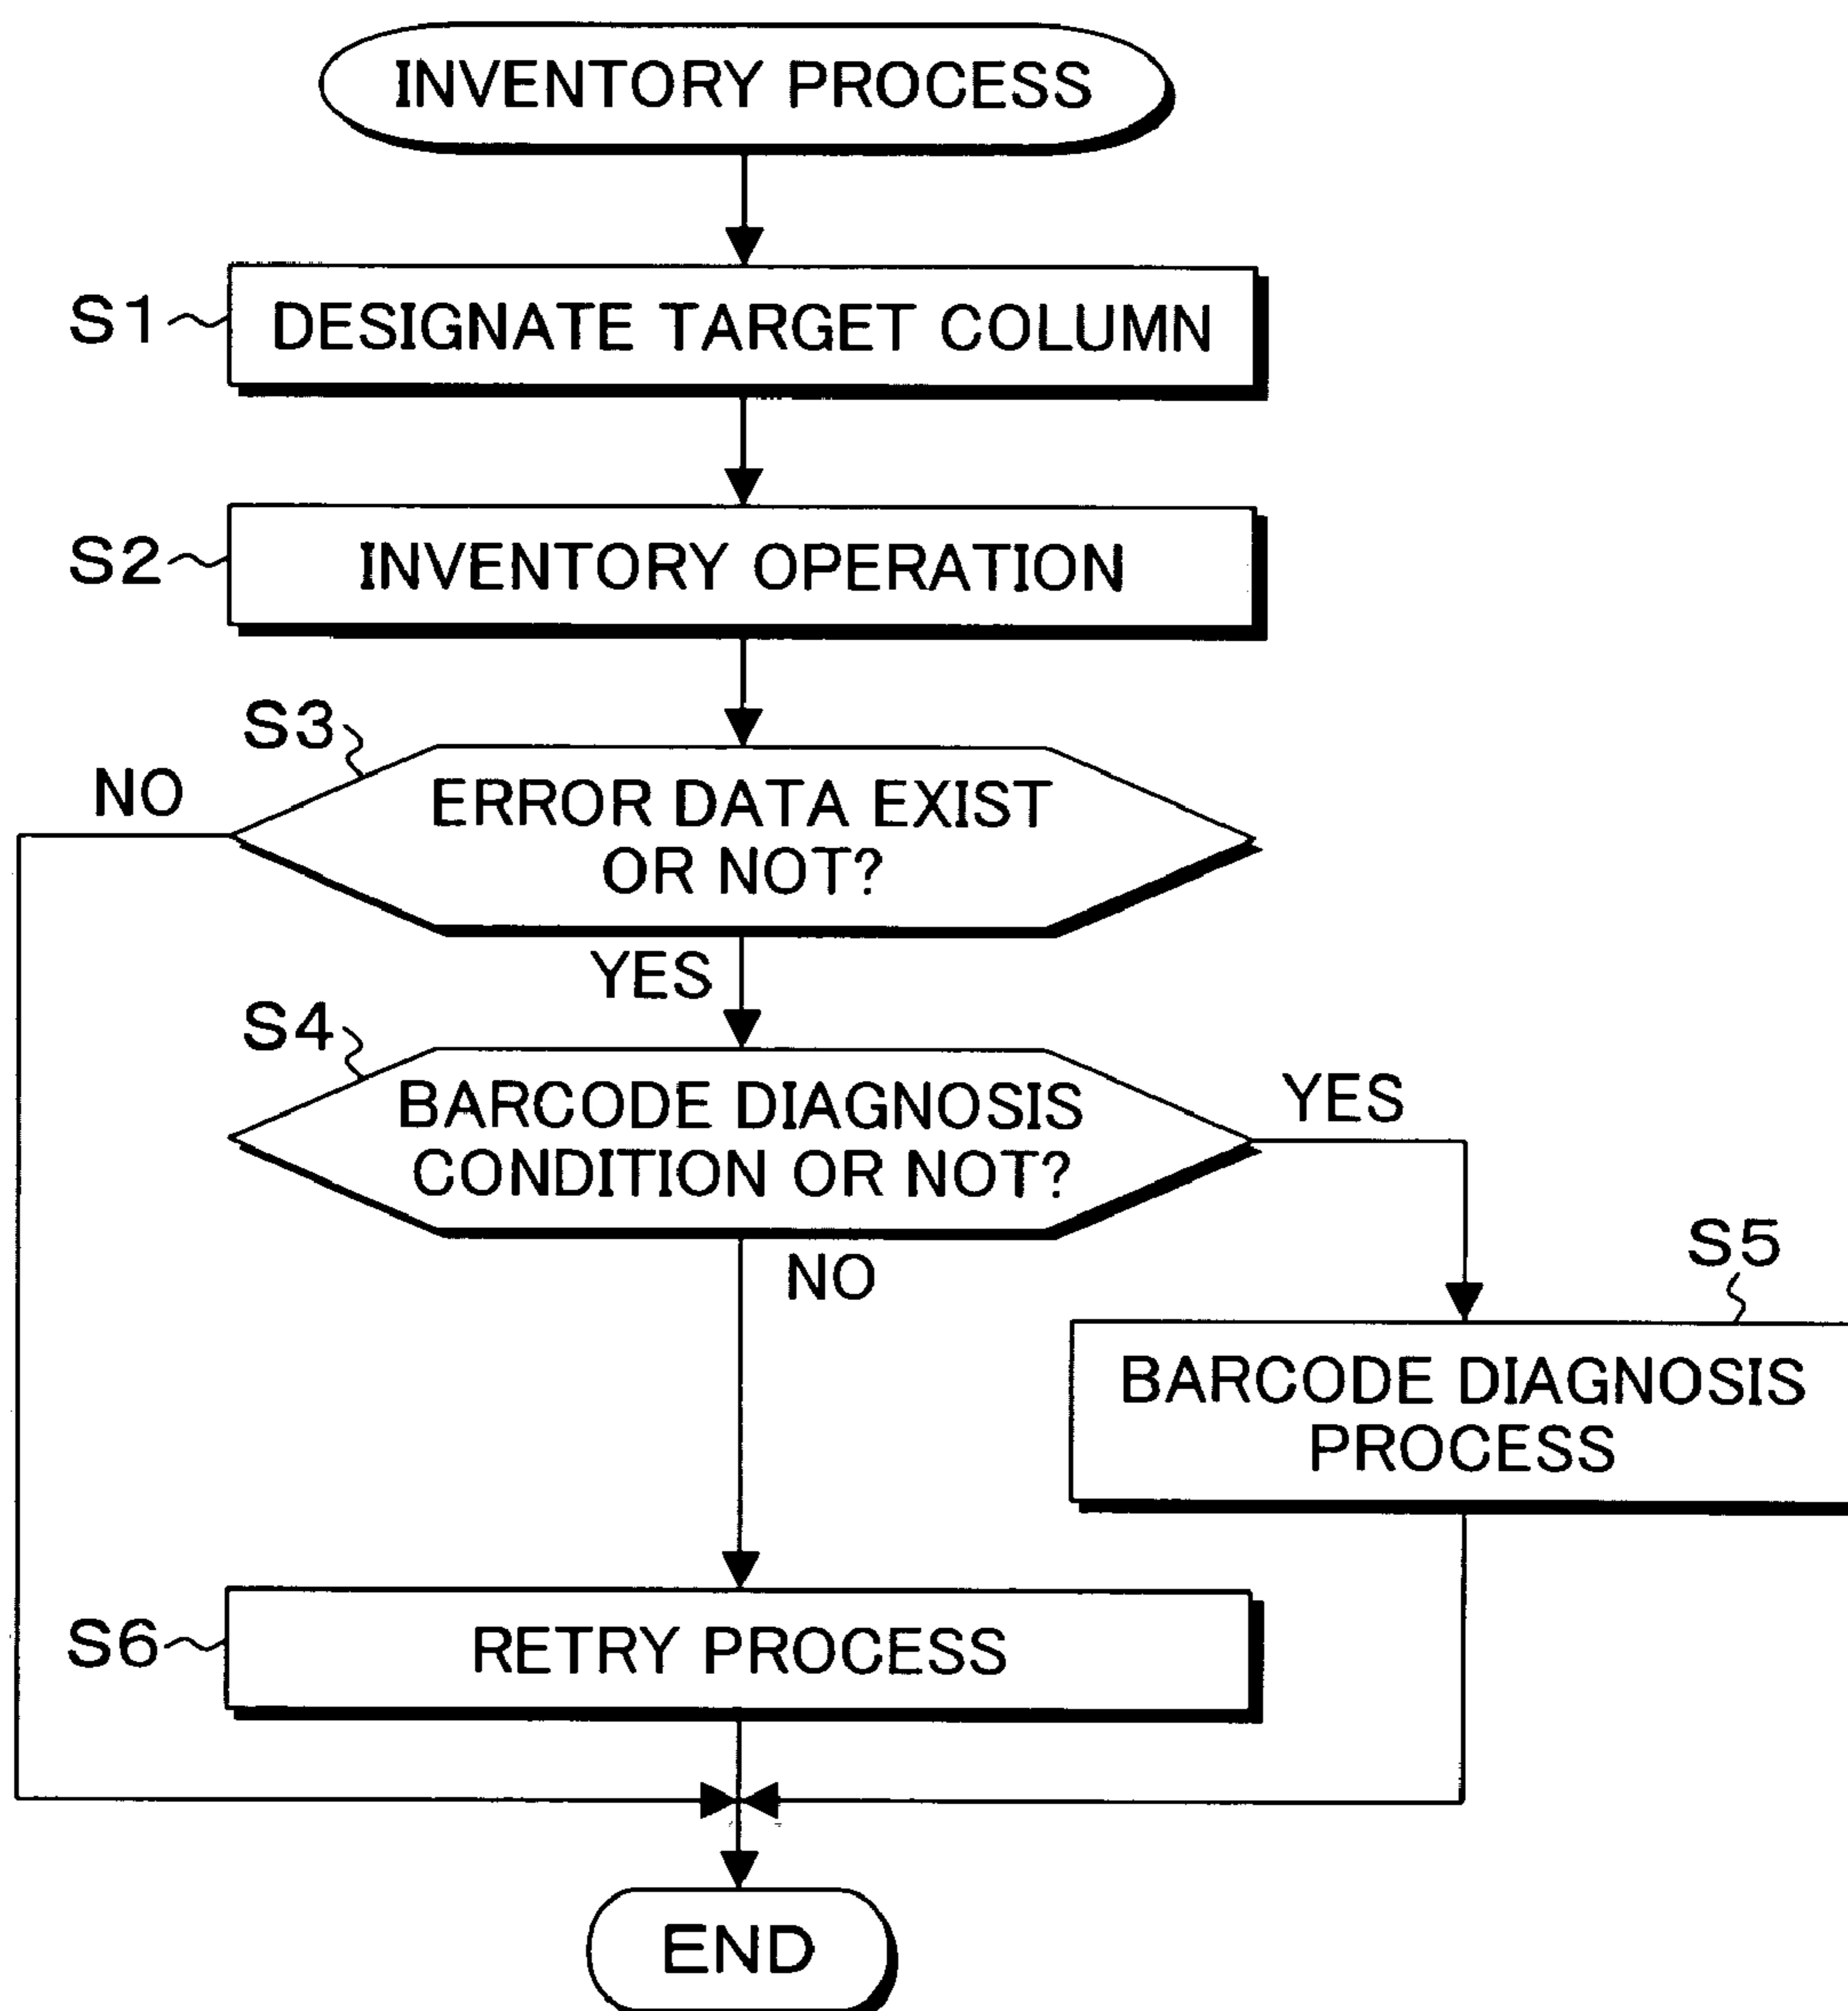 INVENTORY PROCESS
S1
DESIGNATE TARGET COLUMN
S2
INVENTORY OPERATION
S3
NO
ERROR DATA EXIST
OR NOT?
YES
S4
BARCODE DIAGNOSIS
CONDITION OR NOT?
YES
NO
S5
BARCODE DIAGNOSIS
PROCESS
S6
RETRY PROCESS
END